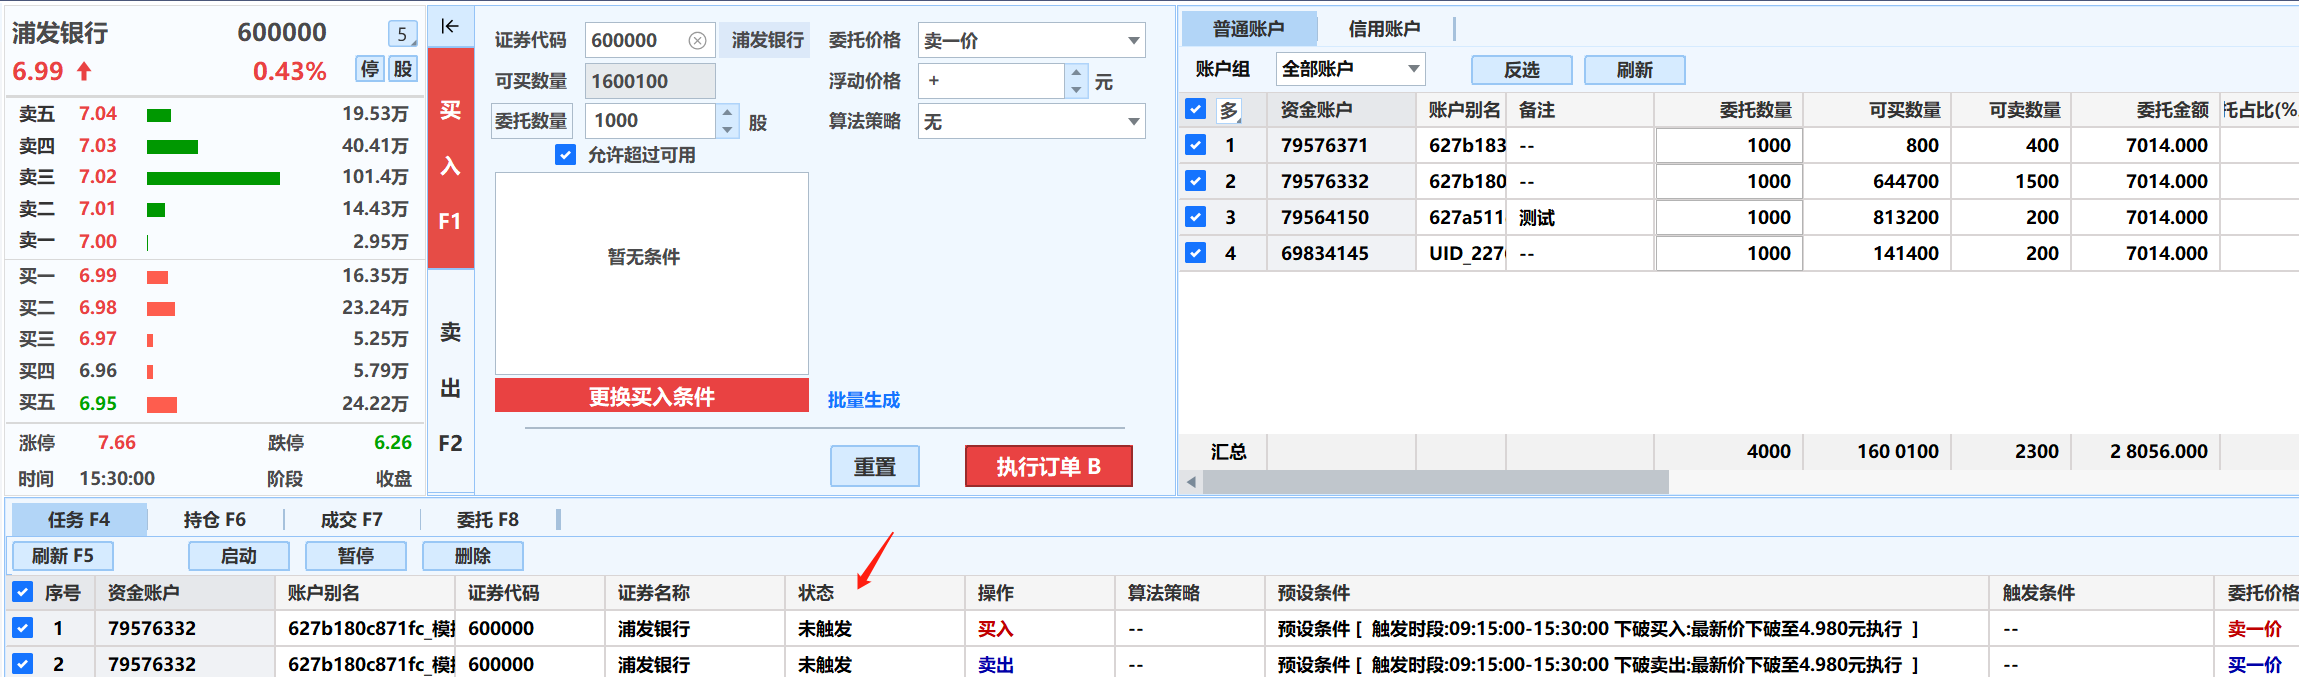 浦发银行 600000 5
6.99 0.43% 停 股
卖五 7.04 19.53万
卖四 7.03 40.41万
卖三 7.02 101.4万
卖二 7.01 14.43万
卖一 7.00 2.95万
买一 6.99 16.35万
买二 6.98 23.24万
买三 6.97 5.25万
买四 6.96 5.79万
买五 6.95 24.22万
涨停 7.66 跌停 6.26
时间 15:30:00 阶段 收盘
买
入
F1
卖
出
F2
证券代码 600000 浦发银行 委托价格 卖一价
可买数量 1600100 浮动价格 + 元
委托数量 1000 股 算法策略 无
允许超过可用
暂无条件
更换买入条件 批量生成
重置 执行订单 B
普通账户 信用账户
账户组 全部账户 反选 刷新
多 资金账户 账户别名 备注 委托数量 可买数量 可卖数量 委托金额 托占比(%
1 79576371 627b183 -- 1000 800 400 7014.000
2 79576332 627b180 -- 1000 644700 1500 7014.000
3 79564150 627a511 测试 1000 813200 200 7014.000
4 69834145 UID_227 -- 1000 141400 200 7014.000
汇总 4000 160 0100 2300 2 8056.000
任务 F4 持仓 F6 成交 F7 委托 F8
刷新 F5 启动 暂停 删除
序号 资金账户 账户别名 证券代码 证券名称 状态 操作 算法策略 预设条件 触发条件 委托价格
1 79576332 627b180c871fc_模 600000 浦发银行 未触发 买入 -- 预设条件 [ 触发时段:09:15:00-15:30:00 下破买入:最新价下破至4.980元执行 ] -- 卖一价
2 79576332 627b180c871fc_模 600000 浦发银行 未触发 卖出 -- 预设条件 [ 触发时段:09:15:00-15:30:00 下破卖出:最新价下破至4.980元执行 ] -- 买一价